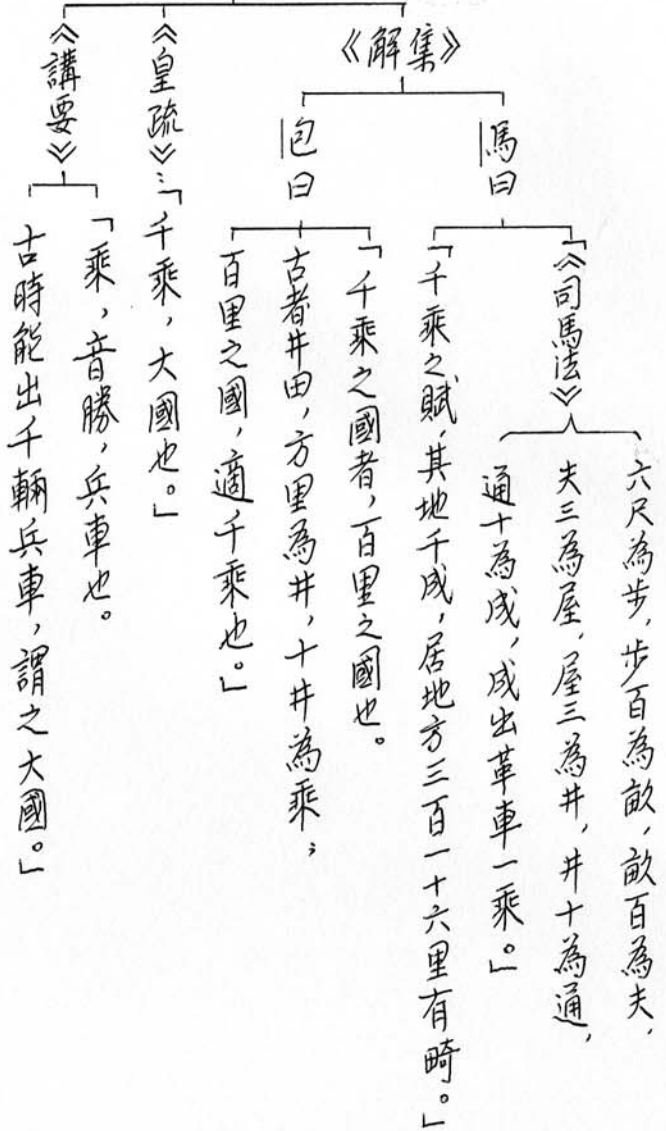 《解集》
馬曰
「《司馬法》
六尺為步，步百為畝，畝百為夫，
夫三為屋，屋三為井，井十為通，
通十為成，成出革車一乘。」
「千乘之賦，其地千成，居地方三百一十六里有畸。」
包曰
「千乘之國者，百里之國也。
古者井田，方里為井，十井為乘；
百里之國，適千乘也。」
《皇疏》：「千乘，大國也。」
《講要》
「乘，音勝，兵車也。
古時能出千輛兵車，謂之大國。」